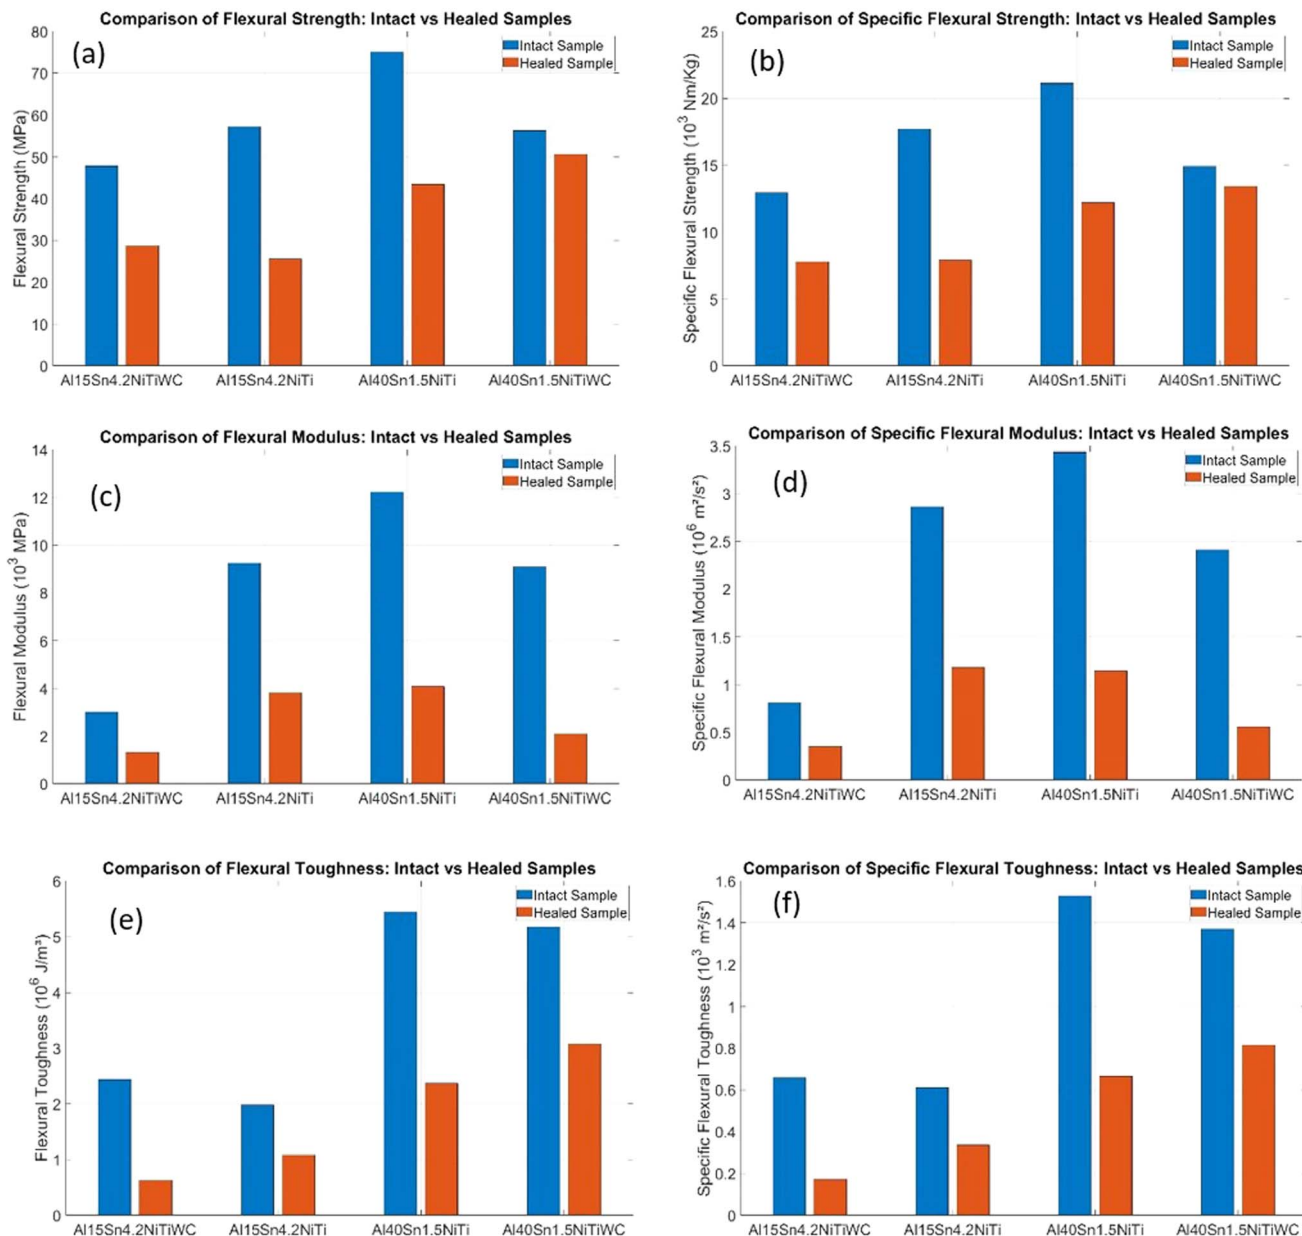 Comparison of Flexural Strength: Intact vs Healed Samples
(a)
Intact Sample
Healed Sample
Flexural Strength (MPa)
80
70
60
50
40
30
20
10
0
Al15Sn4.2NiTiWC Al15Sn4.2NiTi Al40Sn1.5NiTi Al40Sn1.5NiTiWC
Comparison of Specific Flexural Strength: Intact vs Healed Samples
(b)
Intact Sample
Healed Sample
Specific Flexural Strength (10³ Nm/Kg)
25
20
15
10
5
0
Al15Sn4.2NiTiWC Al15Sn4.2NiTi Al40Sn1.5NiTi Al40Sn1.5NiTiWC
Comparison of Flexural Modulus: Intact vs Healed Samples
(c)
Intact Sample
Healed Sample
Flexural Modulus (10³ MPa)
14
12
10
8
6
4
2
0
Al15Sn4.2NiTiWC Al15Sn4.2NiTi Al40Sn1.5NiTi Al40Sn1.5NiTiWC
Comparison of Specific Flexural Modulus: Intact vs Healed Samples
(d)
Intact Sample
Healed Sample
Specific Flexural Modulus (10⁶ m²/s²)
3.5
3
2.5
2
1.5
1
0.5
0
Al15Sn4.2NiTiWC Al15Sn4.2NiTi Al40Sn1.5NiTi Al40Sn1.5NiTiWC
Comparison of Flexural Toughness: Intact vs Healed Samples
(e)
Intact Sample
Healed Sample
Flexural Toughness (10⁶ J/m³)
6
5
4
3
2
1
0
Al15Sn4.2NiTiWC Al15Sn4.2NiTi Al40Sn1.5NiTi Al40Sn1.5NiTiWC
Comparison of Specific Flexural Toughness: Intact vs Healed Samples
(f)
Intact Sample
Healed Sample
Specific Flexural Toughness (10³ m²/s²)
1.6
1.4
1.2
1
0.8
0.6
0.4
0.2
0
Al15Sn4.2NiTiWC Al15Sn4.2NiTi Al40Sn1.5NiTi Al40Sn1.5NiTiWC